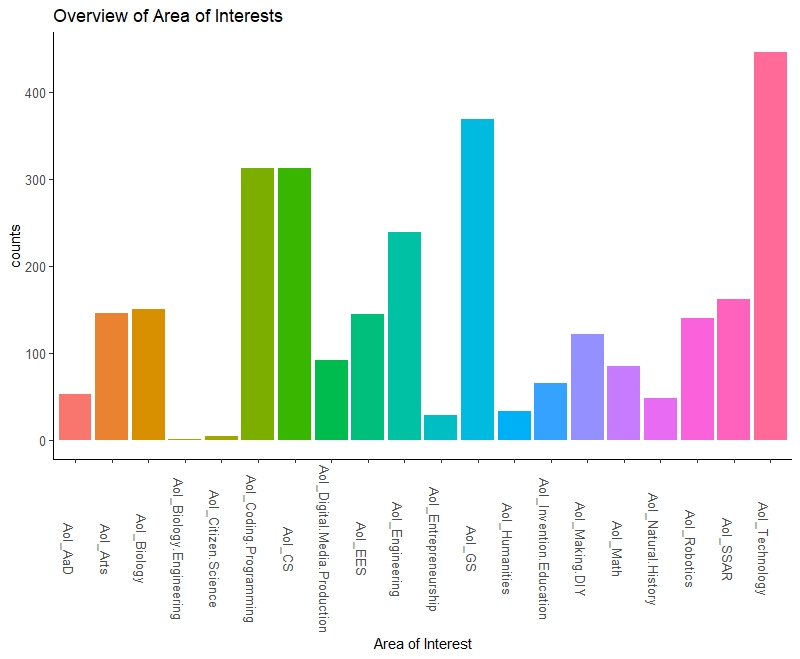 Overview of Area of Interests
counts
400
300
200
100
0
AoI_AaD
AoI_Arts
AoI_Biology
AoI_Biology.Engineering
AoI_Citizen.Science
AoI_Coding.Programming
AoI_CS
AoI_Digital.Media.Production
AoI_EES
AoI_Engineering
AoI_Entrepreneurship
AoI_GS
AoI_Humanities
AoI_Invention.Education
AoI_Making.DIY
AoI_Math
AoI_Natural.History
AoI_Robotics
AoI_SSAR
AoI_Technology
Area of Interest